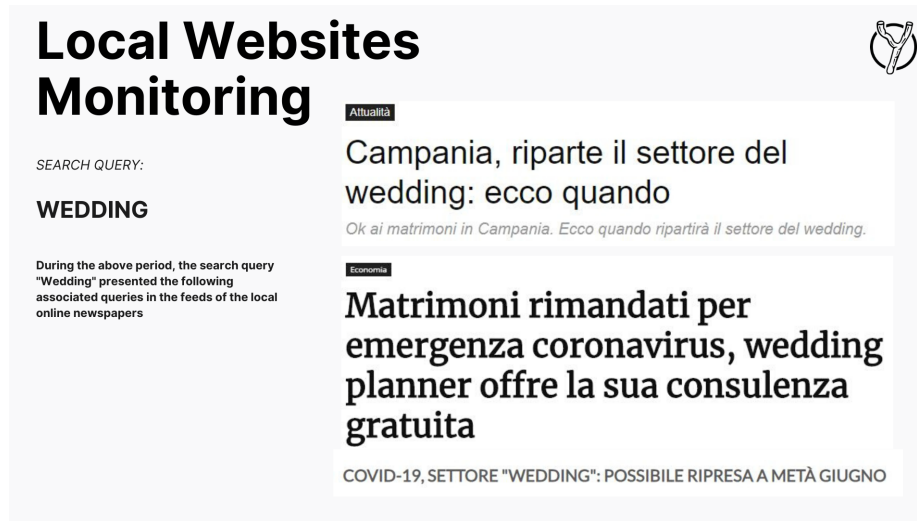 Local Websites
Monitoring
SEARCH QUERY:
WEDDING
During the above period, the search query
"Wedding" presented the following
associated queries in the feeds of the local
online newspapers
Attualità
Campania, riparte il settore del
wedding: ecco quando
Ok ai matrimoni in Campania. Ecco quando ripartirà il settore del wedding.
Economia
Matrimoni rimandati per
emergenza coronavirus, wedding
planner offre la sua consulenza
gratuita
COVID-19, SETTORE "WEDDING": POSSIBILE RIPRESA A METÀ GIUGNO